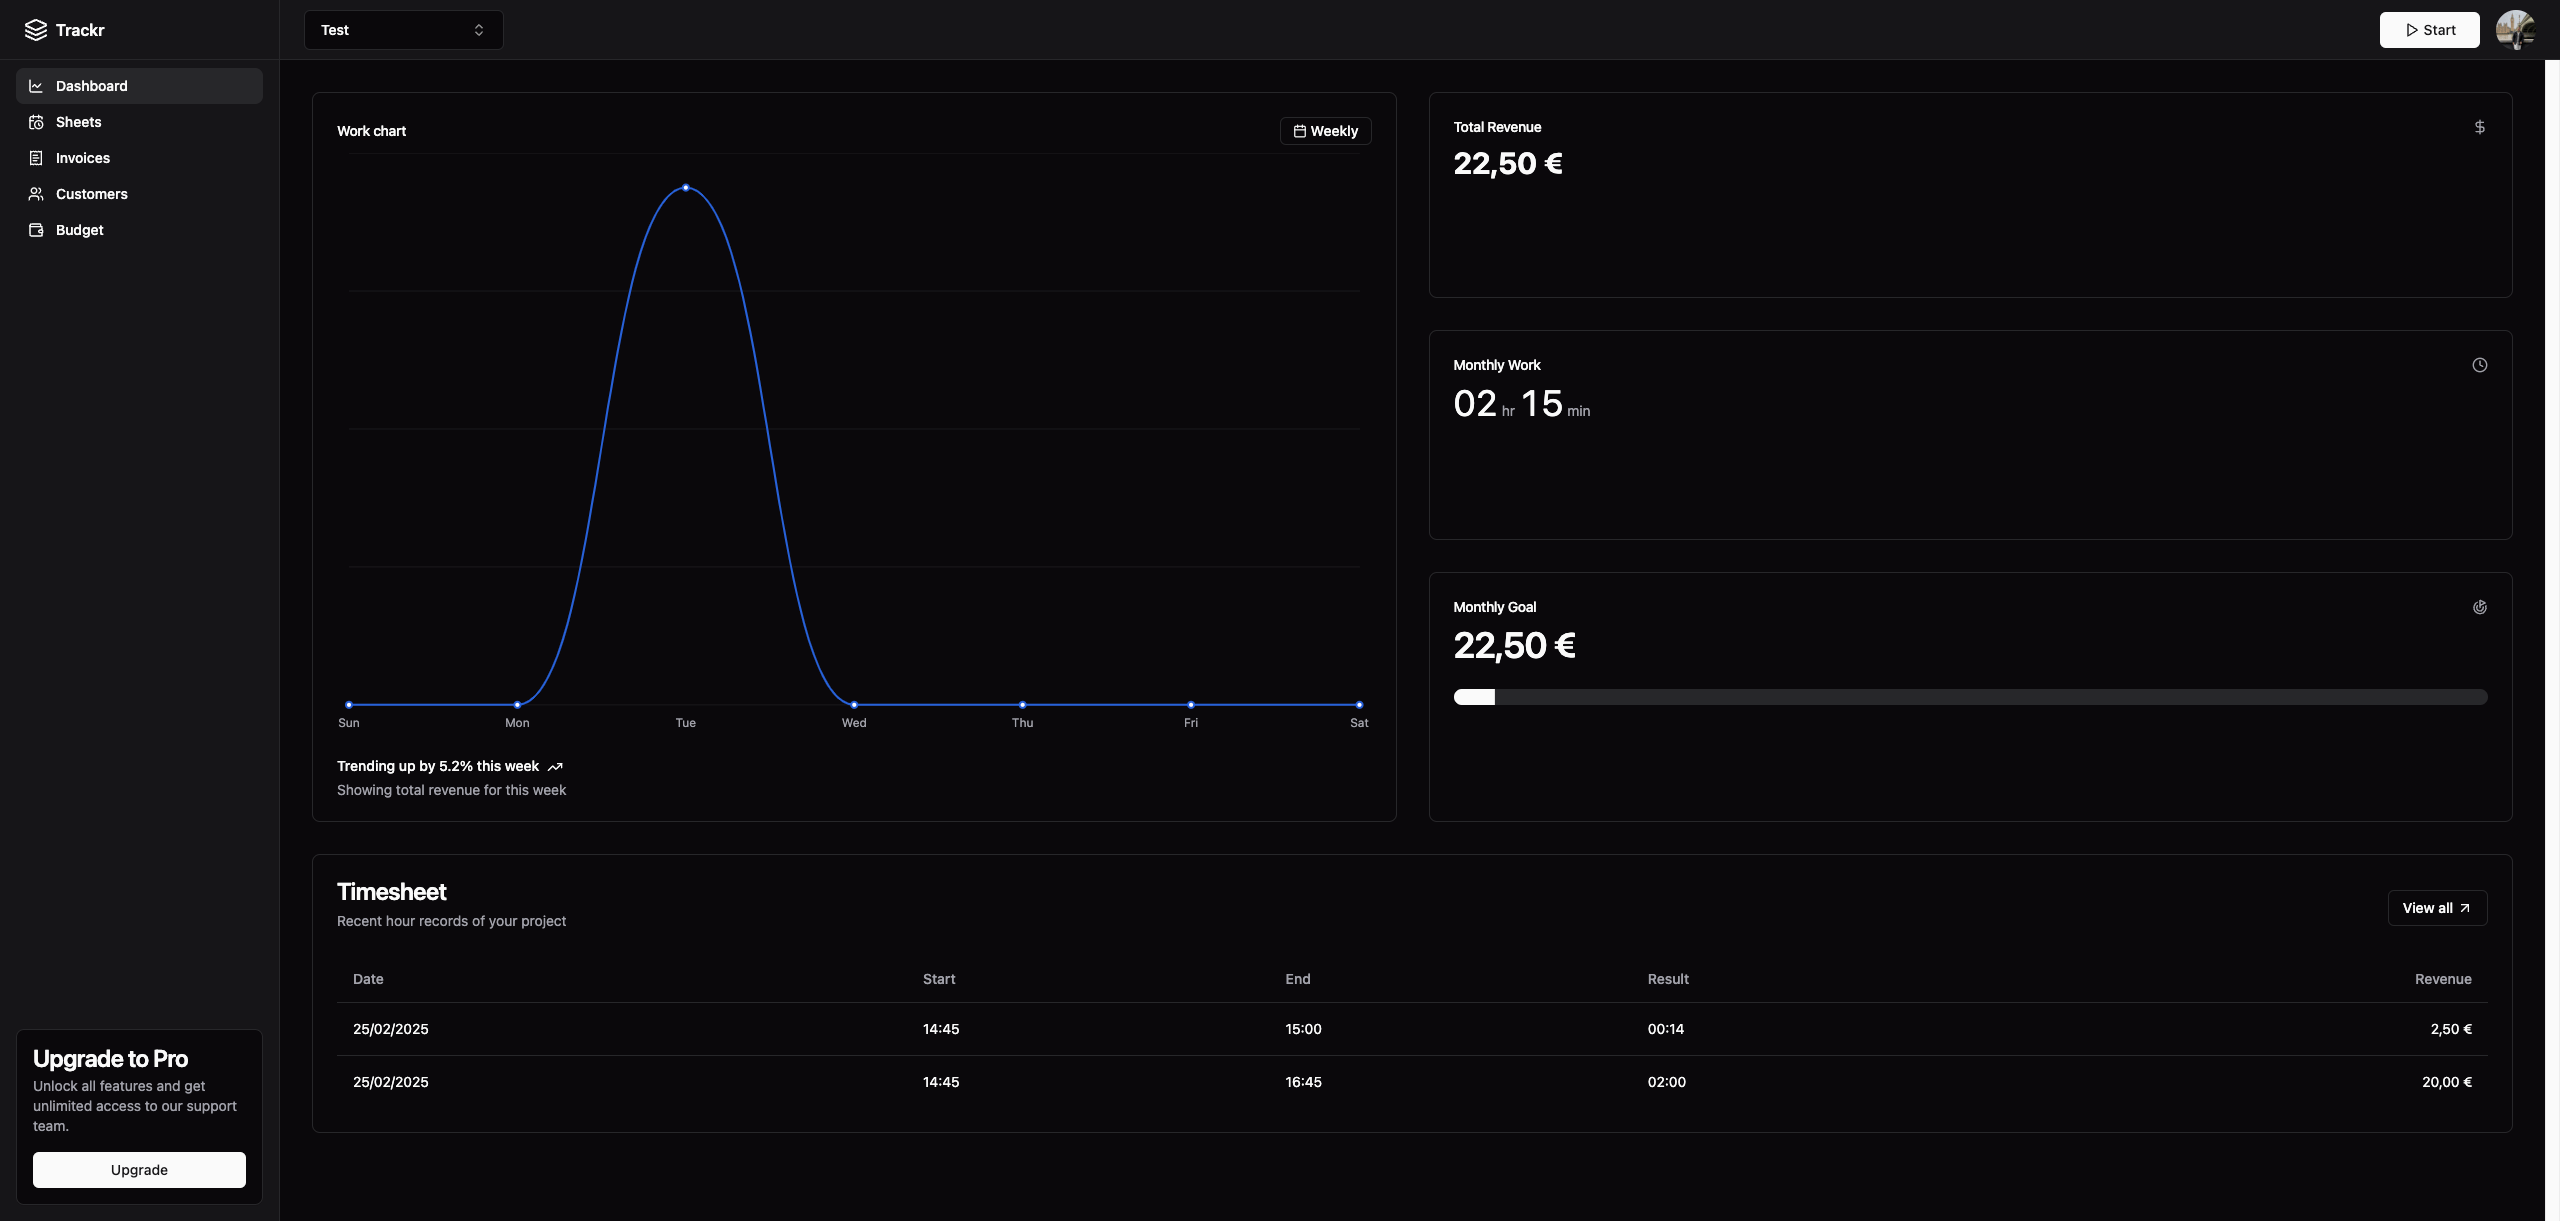 Trackr
Test
Start
Dashboard
Sheets
Invoices
Customers
Budget
Work chart
Weekly
Sun Mon Tue Wed Thu Fri Sat
Trending up by 5.2% this week
Showing total revenue for this week
Total Revenue
22,50 €
Monthly Work
02 hr 15 min
Monthly Goal
22,50 €
Timesheet
Recent hour records of your project
View all
Date Start End Result Revenue
25/02/2025 14:45 15:00 00:14 2,50 €
25/02/2025 14:45 16:45 02:00 20,00 €
Upgrade to Pro
Unlock all features and get
unlimited access to our support
team.
Upgrade